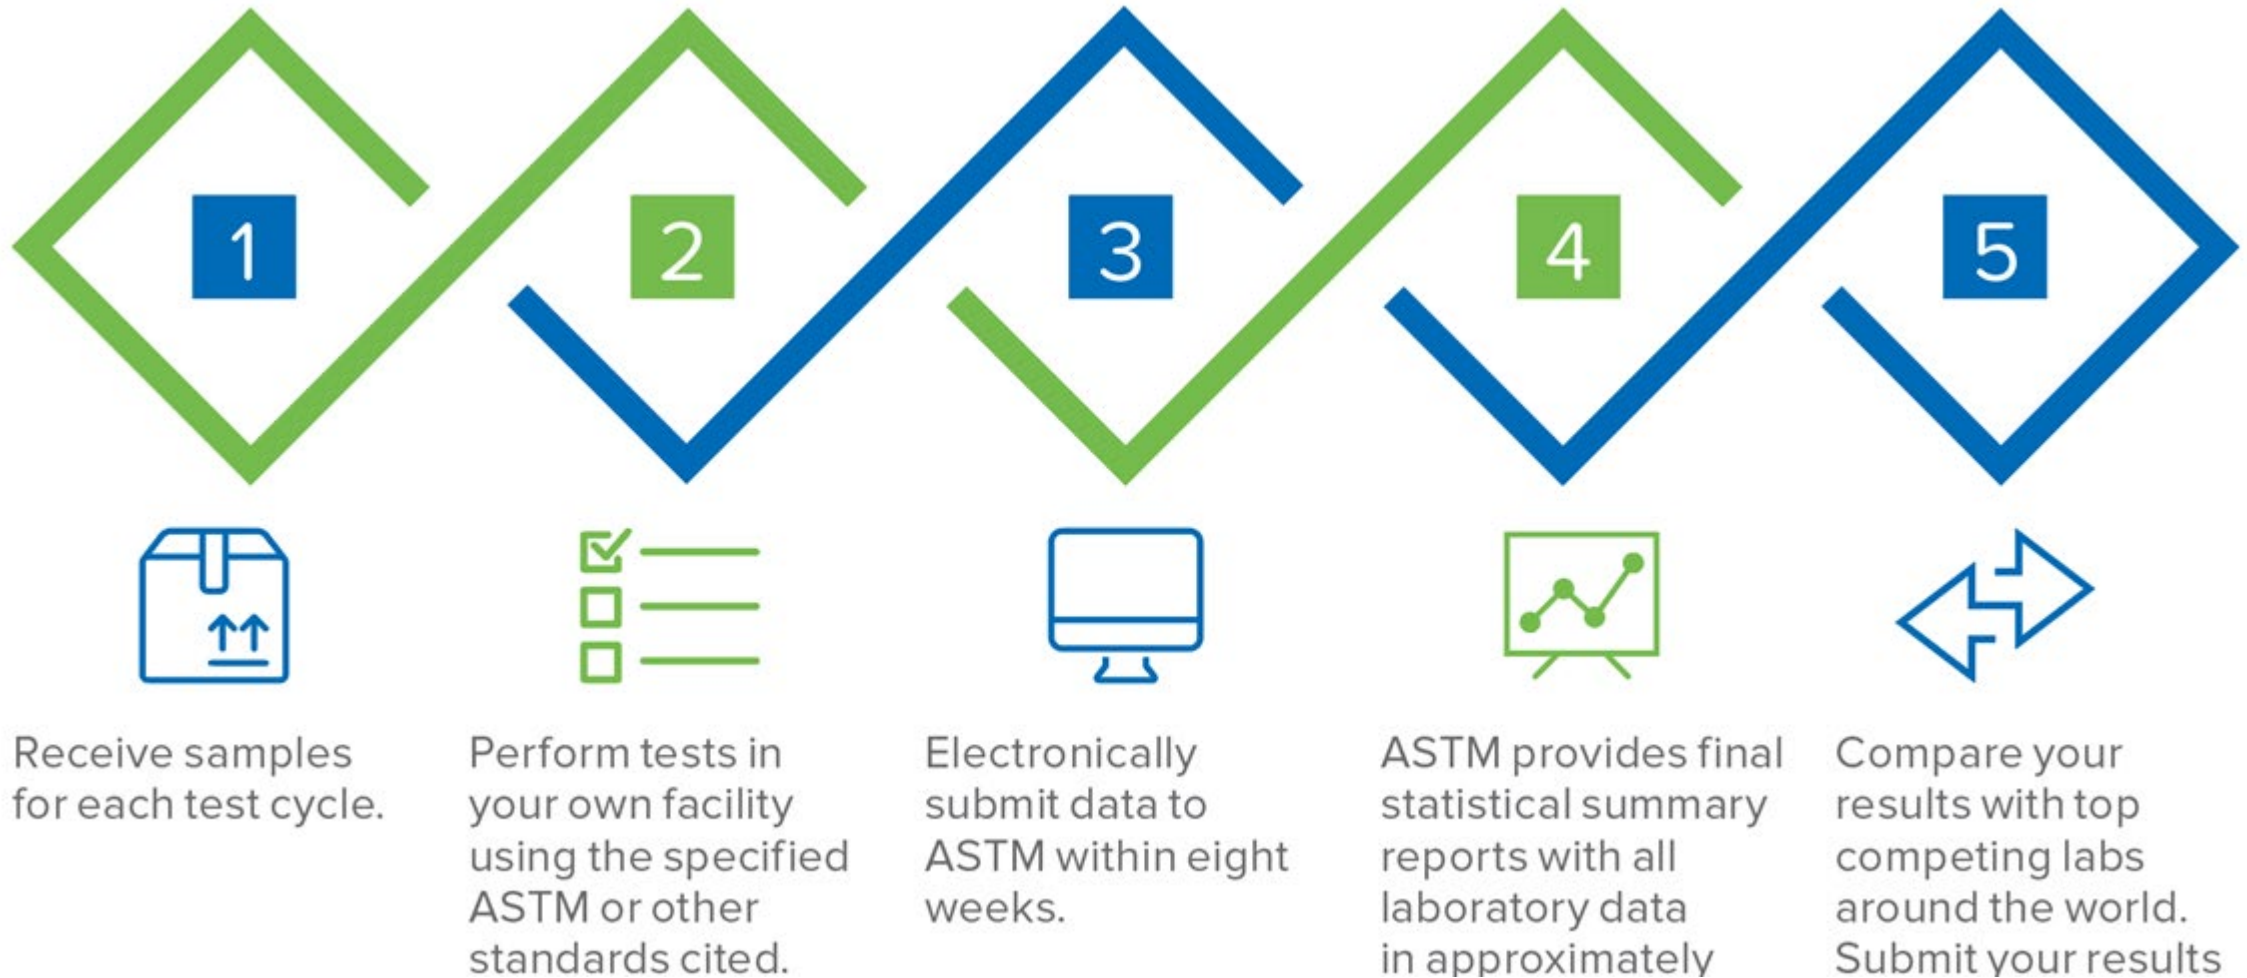 1
2
3
4
5
Receive samples
for each test cycle.
Perform tests in
your own facility
using the specified
ASTM or other
standards cited.
Electronically
submit data to
ASTM within eight
weeks.
ASTM provides final
statistical summary
reports with all
laboratory data
in approximately
Compare your
results with top
competing labs
around the world.
Submit your results